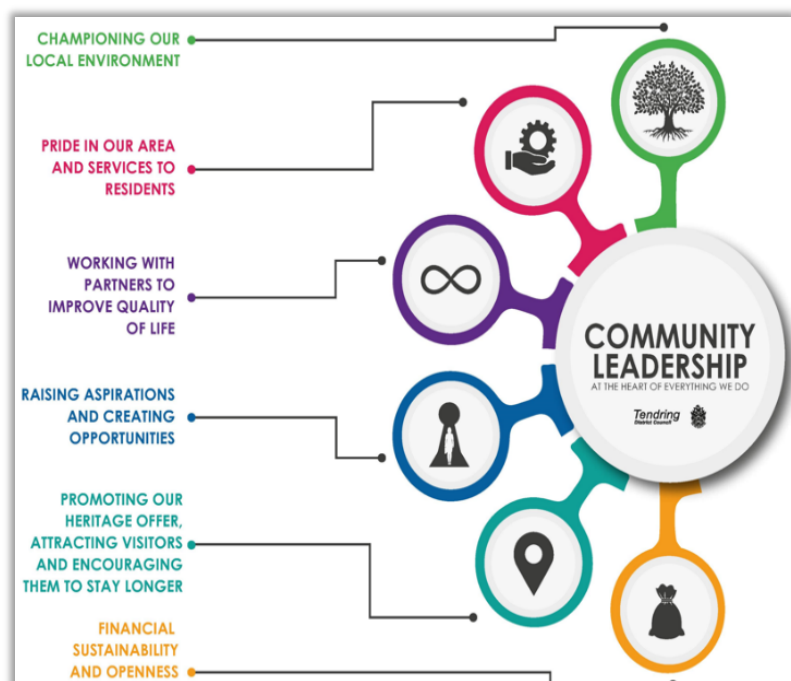 CHAMPIONING OUR
LOCAL ENVIRONMENT
PRIDE IN OUR AREA
AND SERVICES TO
RESIDENTS
WORKING WITH
PARTNERS TO
IMPROVE QUALITY
OF LIFE
RAISING ASPIRATIONS
AND CREATING
OPPORTUNITIES
PROMOTING OUR
HERITAGE OFFER,
ATTRACTING VISITORS
AND ENCOURAGING
THEM TO STAY LONGER
FINANCIAL
SUSTAINABILITY
AND OPENNESS
COMMUNITY
LEADERSHIP
AT THE HEART OF EVERYTHING WE DO
Tendring
District Council